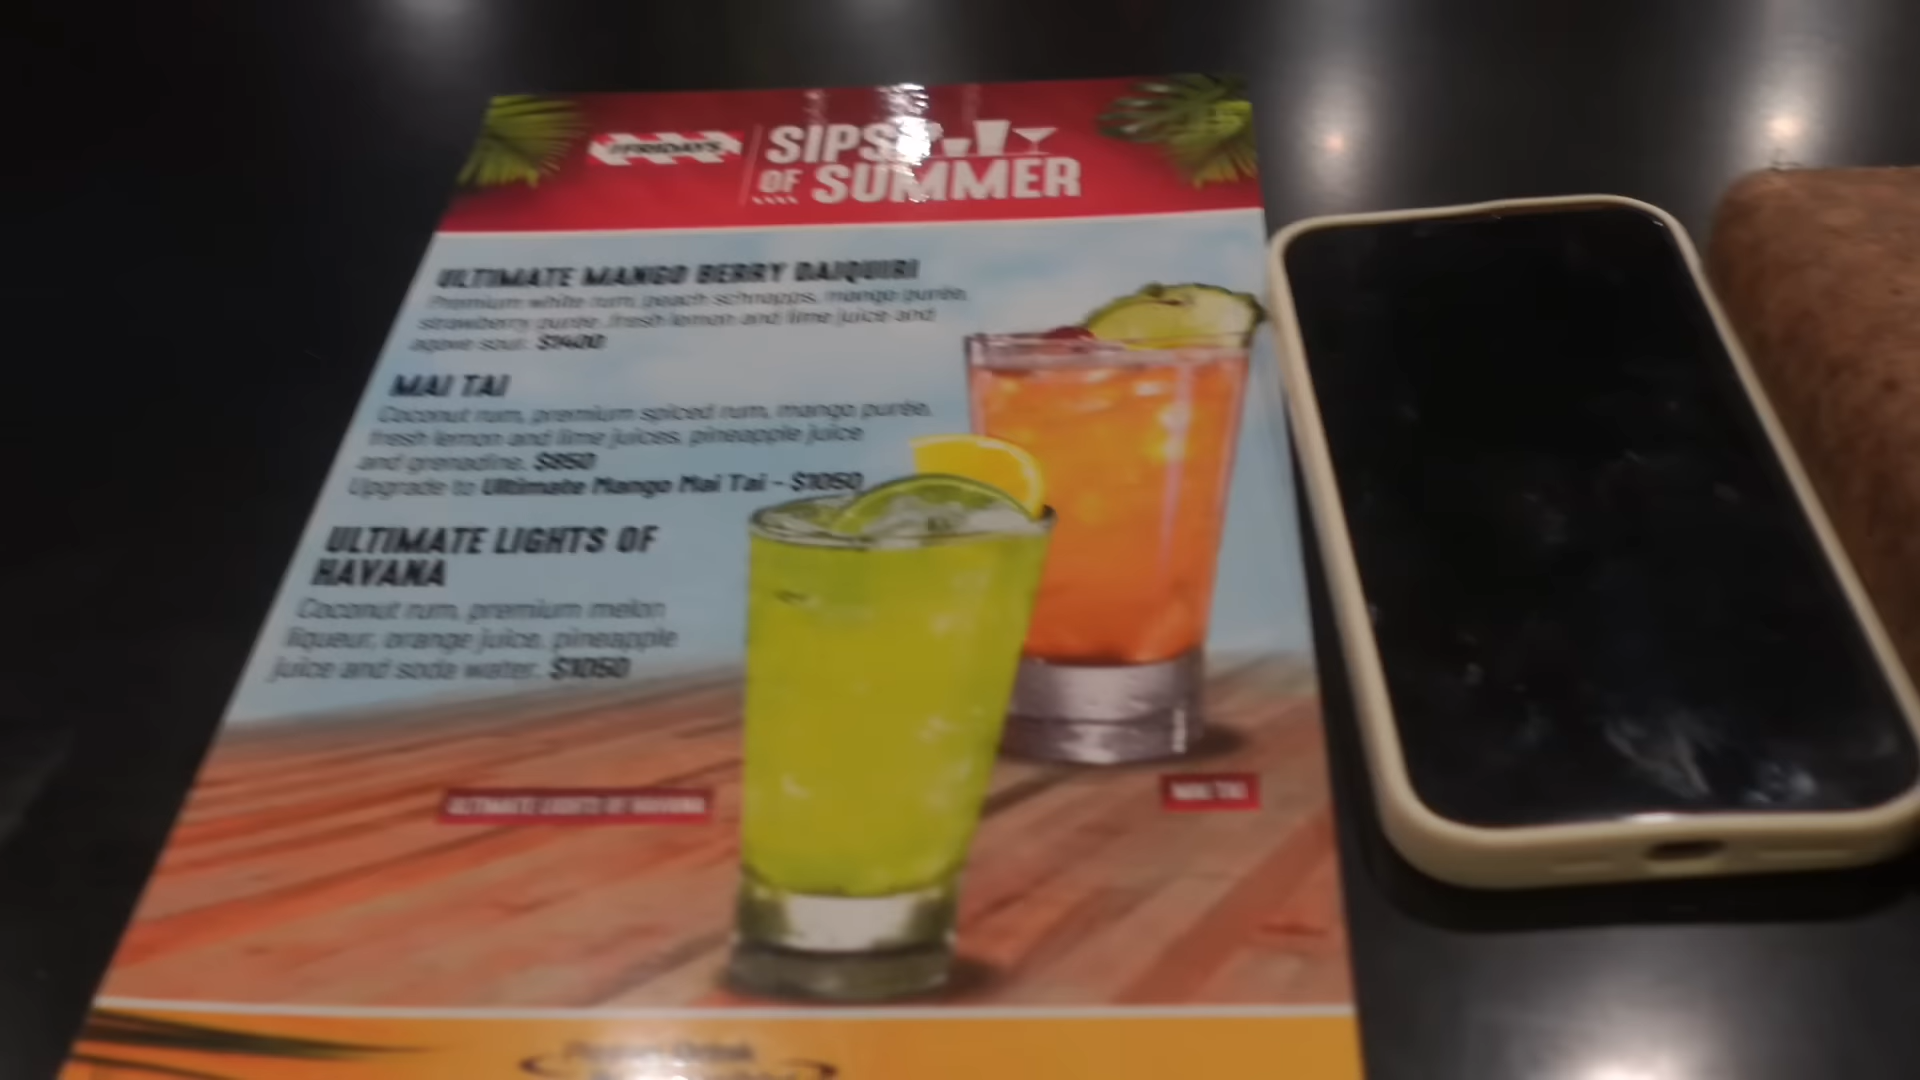 FRIDAYS
SIPS
OF SUMMER
ULTIMATE MANGO BERRY DAIQUIRI
Premium white rum, peach schnapps, mango purée,
strawberry purée, fresh lemon and lime juice and
agave sour. $1400
MAI TAI
Coconut rum, premium spiced rum, mango purée,
fresh lemon and lime juices, pineapple juice
and grenadine. $850
Upgrade to Ultimate Mango Mai Tai - $1050
ULTIMATE LIGHTS OF
HAVANA
Coconut rum, premium melon
liqueur, orange juice, pineapple
juice and soda water. $1050
ULTIMATE LIGHTS OF HAVANA
MAI TAI